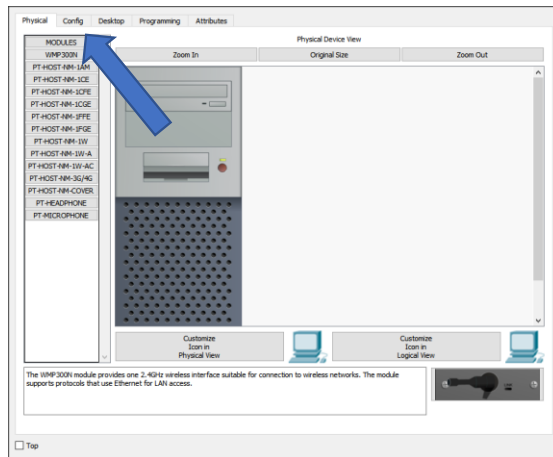 Physical Config Desktop Programming Attributes
MODULES
WMP300N
PT-HOST-NM-1AM
PT-HOST-NM-1CE
PT-HOST-NM-1CFE
PT-HOST-NM-1CGE
PT-HOST-NM-1FFE
PT-HOST-NM-1FGE
PT-HOST-NM-1W
PT-HOST-NM-1W-A
PT-HOST-NM-1W-AC
PT-HOST-NM-3G/4G
PT-HOST-NM-COVER
PT-HEADPHONE
PT-MICROPHONE
Physical Device View
Zoom In Original Size Zoom Out
Customize
Icon in
Physical View
Customize
Icon in
Logical View
The WMP300N module provides one 2.4GHz wireless interface suitable for connection to wireless networks. The module
supports protocols that use Ethernet for LAN access.
Top